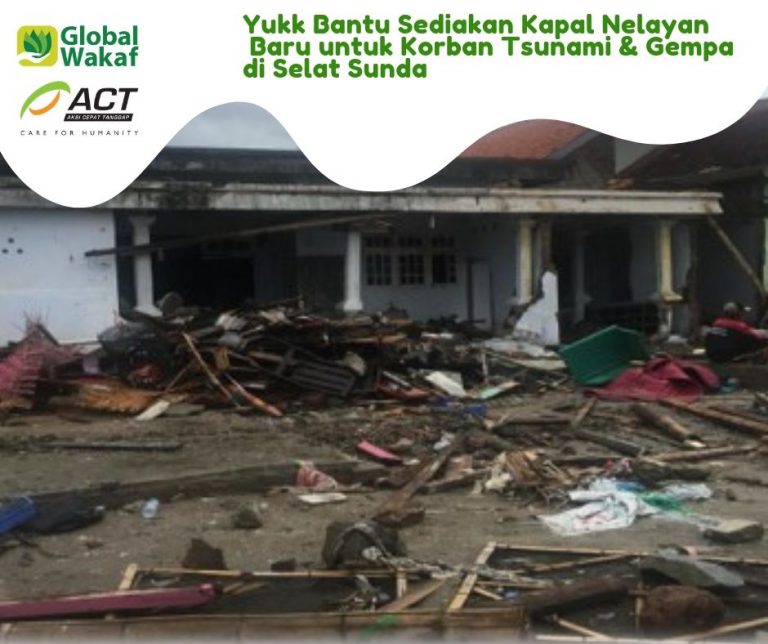 Global
Wakaf
ACT
AKSI CEPAT TANGGAP
CARE FOR HUMANITY
Yukk Bantu Sediakan Kapal Nelayan
Baru untuk Korban Tsunami & Gempa
di Selat Sunda